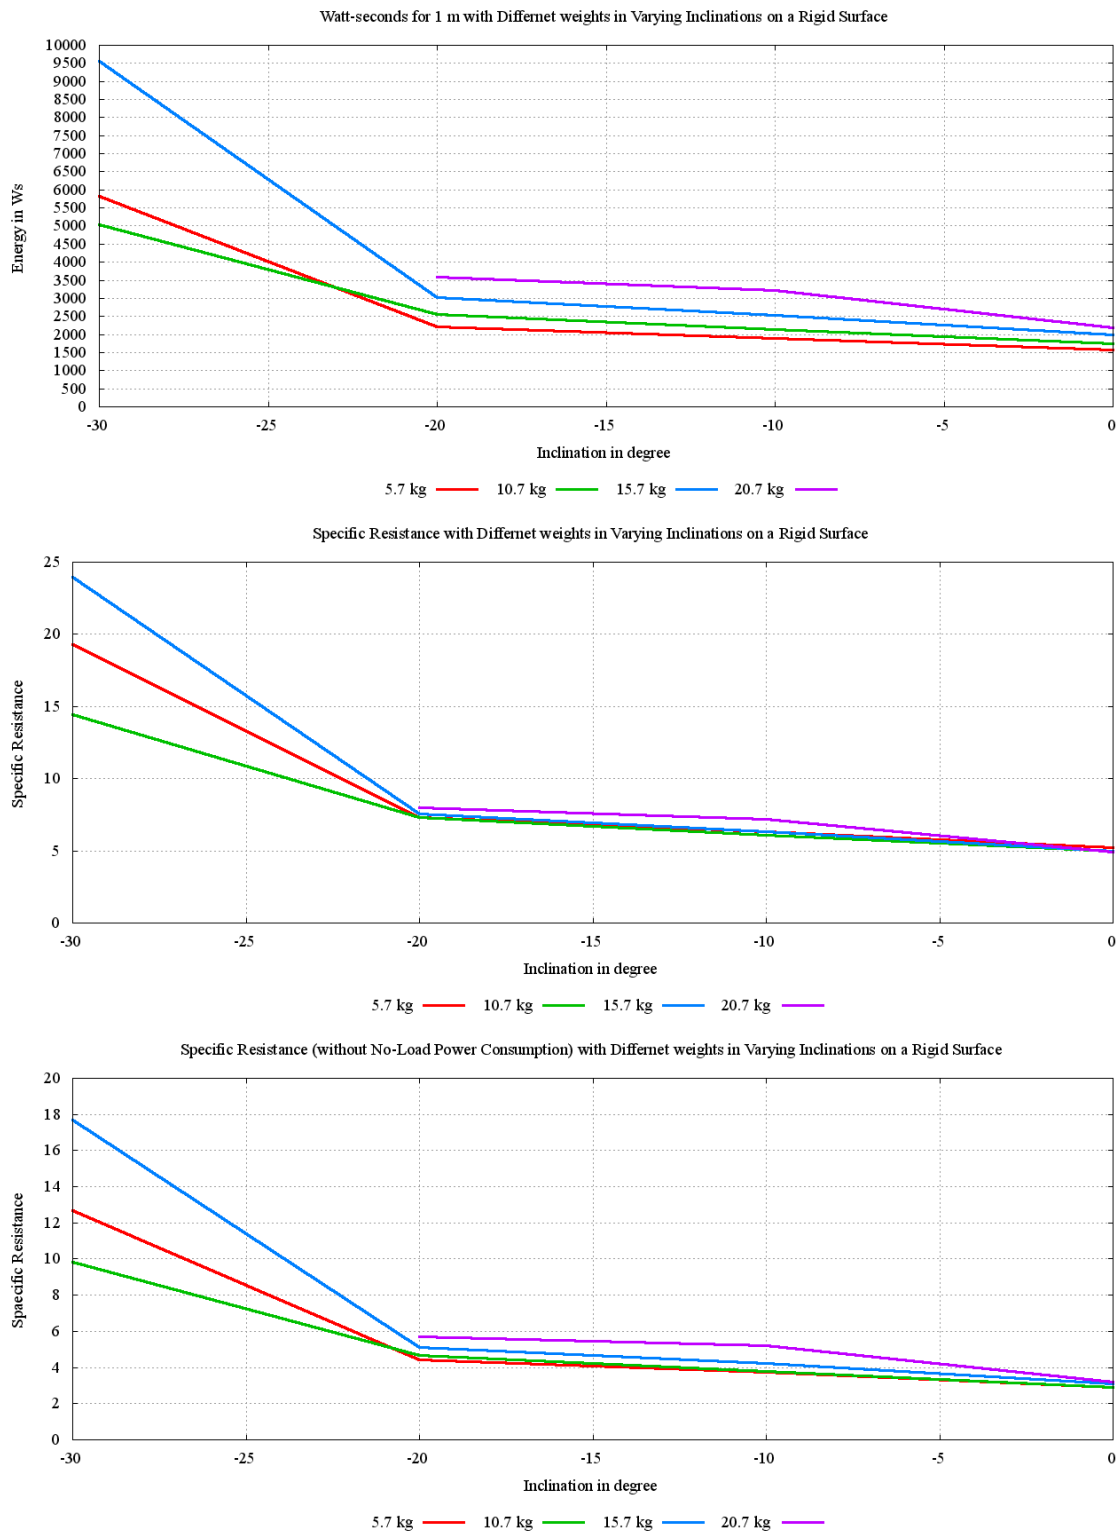 Watt-seconds for 1 m with Differnet weights in Varying Inclinations on a Rigid Surface
10000
9500
9000
8500
8000
7500
7000
6500
6000
5500
5000
4500
4000
3500
3000
2500
2000
1500
1000
500
0
Energy in Ws
-30 -25 -20 -15 -10 -5 0
Inclination in degree
5.7 kg 10.7 kg 15.7 kg 20.7 kg
Specific Resistance with Differnet weights in Varying Inclinations on a Rigid Surface
25
20
15
10
5
0
Specific Resistance
-30 -25 -20 -15 -10 -5 0
Inclination in degree
5.7 kg 10.7 kg 15.7 kg 20.7 kg
Specific Resistance (without No-Load Power Consumption) with Differnet weights in Varying Inclinations on a Rigid Surface
20
18
16
14
12
10
8
6
4
2
0
Spaecific Resistance
-30 -25 -20 -15 -10 -5 0
Inclination in degree
5.7 kg 10.7 kg 15.7 kg 20.7 kg